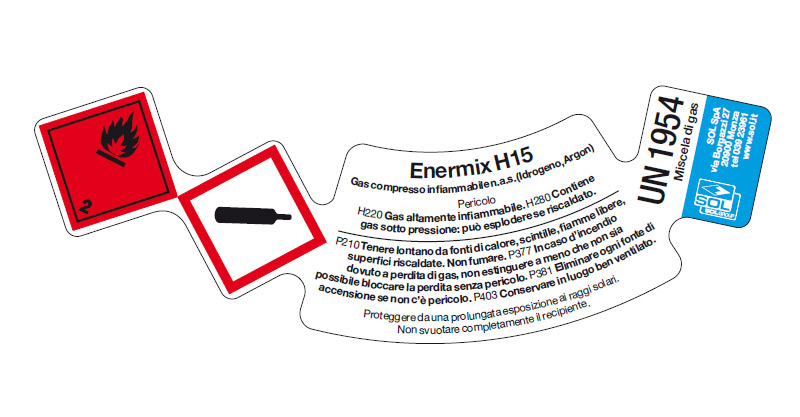 2
Enermix H15
Gas compresso infiammabile n.a.s. (Idrogeno, Argon)
Pericolo
H220 Gas altamente infiammabile. H280 Contiene
gas sotto pressione: può esplodere se riscaldato.
P210 Tenere lontano da fonti di calore, scintille, fiamme libere,
superfici riscaldate. Non fumare. P377 In caso d'incendio
dovuto a perdita di gas, non estinguere a meno che non sia
possibile bloccare la perdita senza pericolo. P381 Eliminare ogni fonte di
accensione se non c'è pericolo. P403 Conservare in luogo ben ventilato.
Proteggere da una prolungata esposizione ai raggi solari.
Non svuotare completamente il recipiente.
UN 1954
Miscela di gas
SOL SpA
via Borgazzi 27
20900 Monza
tel 039 23961
www.sol.it
SOL
SOLGROUP